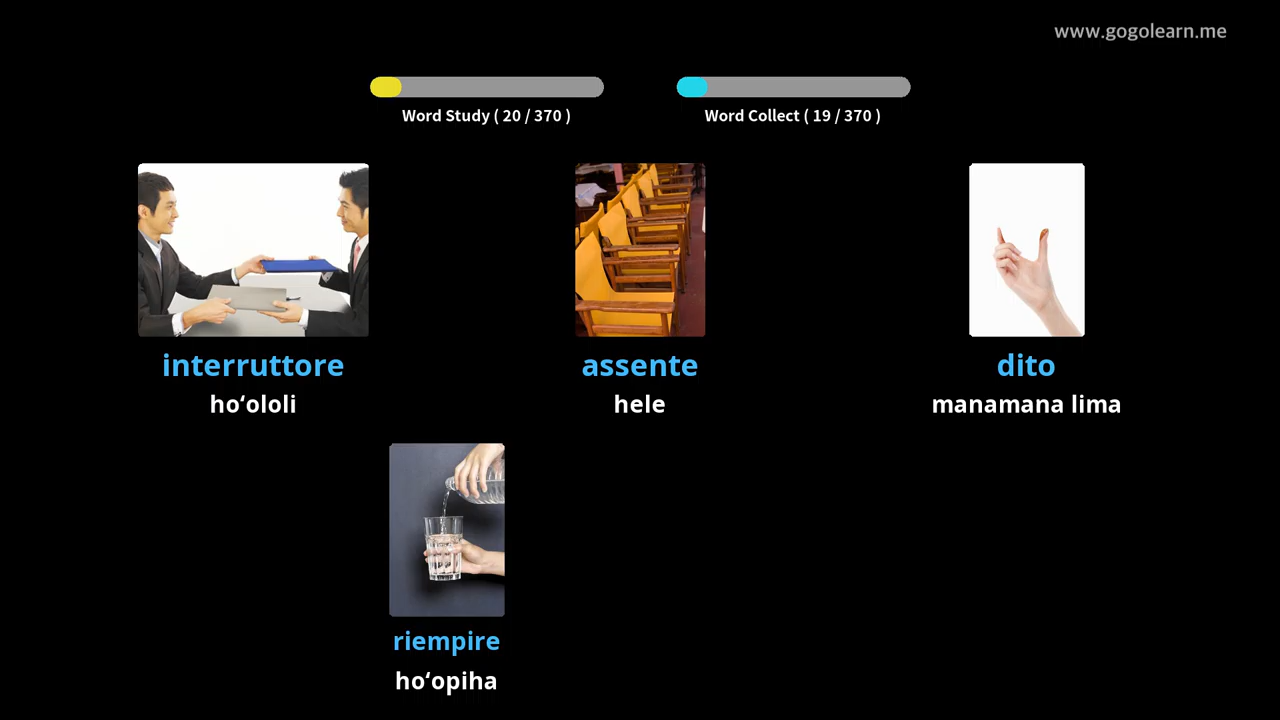 www.gogolearn.me
Word Study ( 20 / 370 )
Word Collect ( 19 / 370 )
interruttore
hoʻololi
assente
hele
dito
manamana lima
riempire
hoʻopiha